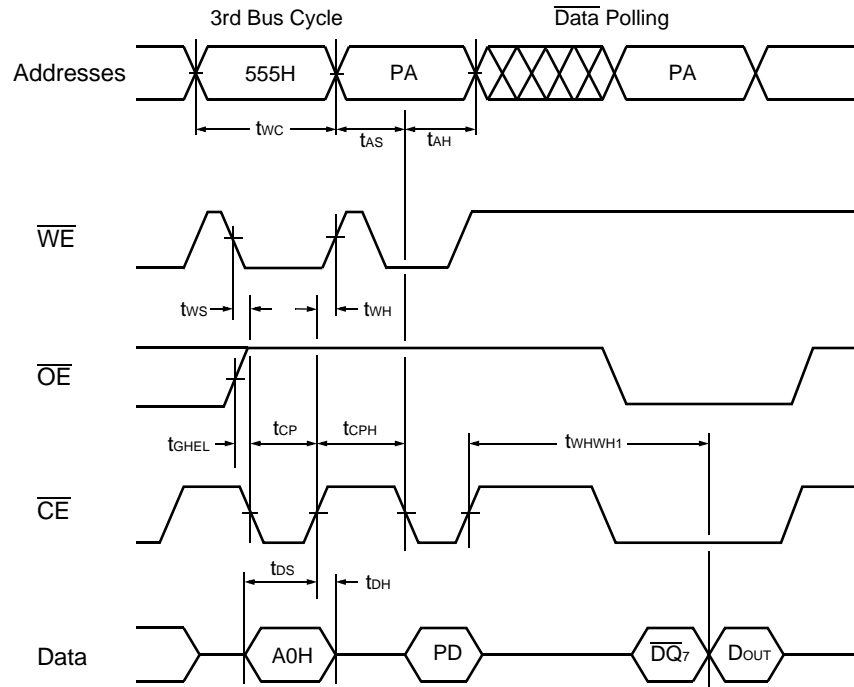 3rd Bus Cycle
Data Polling
Addresses
555H
PA
PA
tWC
tAS
tAH
WE
tWS
tWH
OE
tGHEL
tCP
tCPH
tWHWH1
CE
tDS
tDH
Data
A0H
PD
DQ7
DOUT